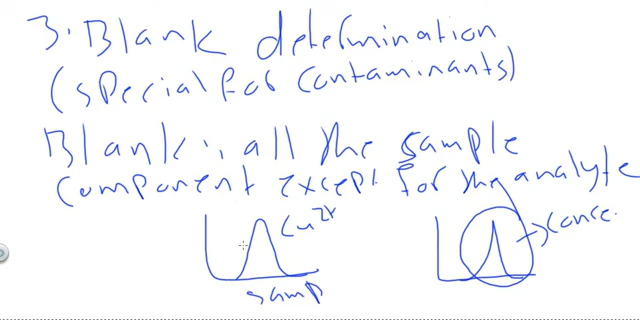 3. Blank determination
(special for contaminants)
Blank: all the sample
component except for the analyte
Cu2+
samp
conc.